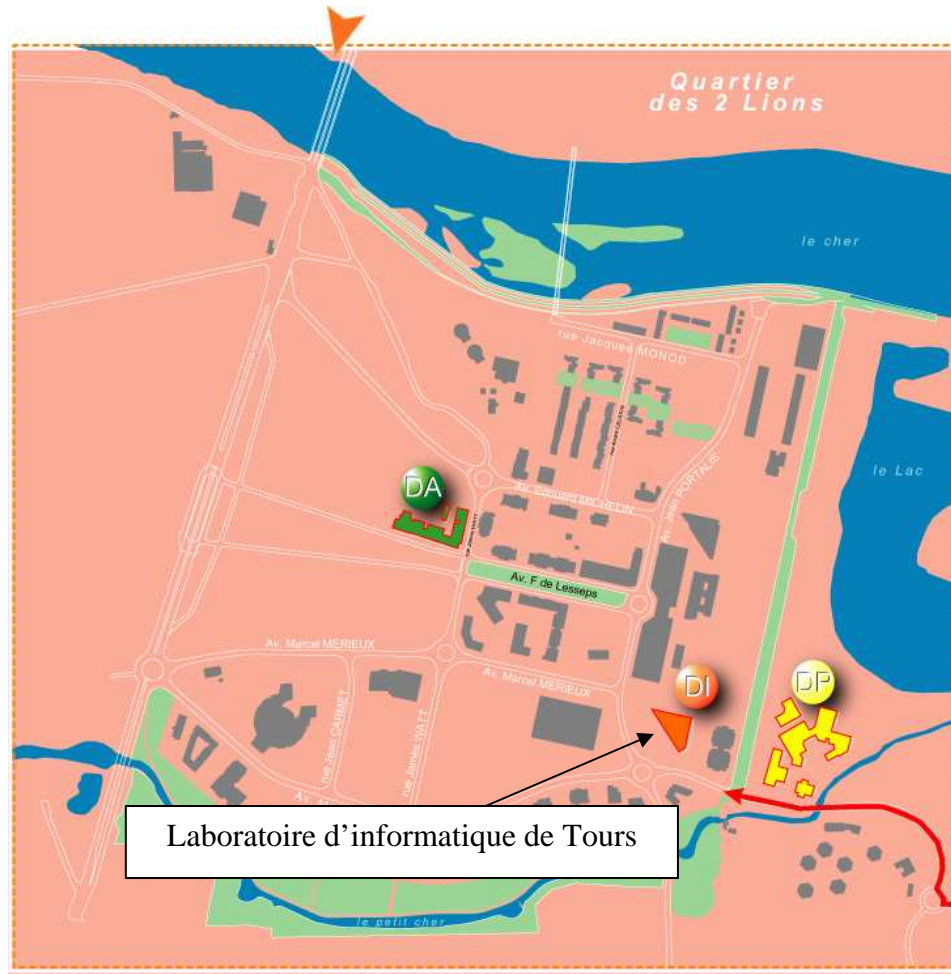 Quartier
des 2 Lions
le cher
rue Jacques MONOD
le Lac
DA
Av. Edouard MICHELIN
Av. Jean PORTALIS
Av. F de Lesseps
Av. Marcel MERIEUX
Av. Marcel MERIEUX
DI
DP
rue Jean CARMET
rue James WATT
Av. M
Laboratoire d’informatique de Tours
le petit cher